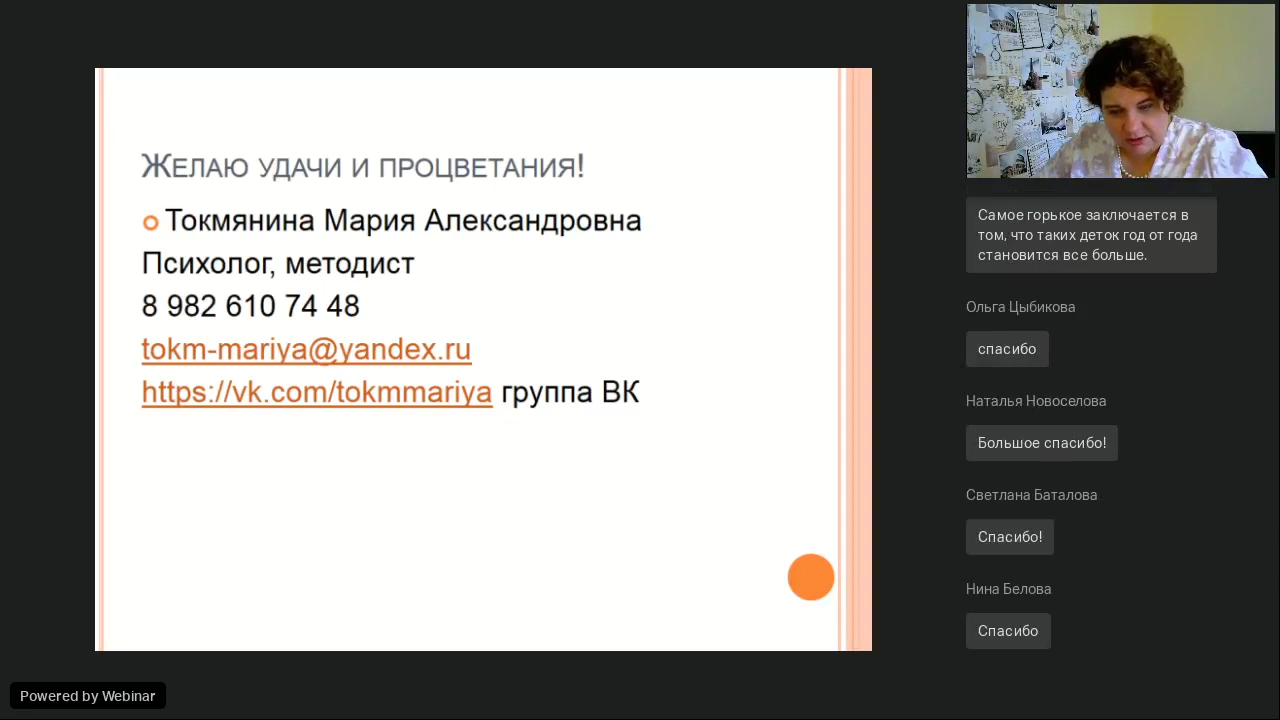 Желаю удачи и процветания!
Токмянина Мария Александровна
Психолог, методист
8 982 610 74 48
tokm-mariya@yandex.ru
https://vk.com/tokmmariya группа ВК
Самое горькое заключается в
том, что таких деток год от года
становится все больше.
Ольга Цыбикова
спасибо
Наталья Новоселова
Большое спасибо!
Светлана Баталова
Спасибо!
Нина Белова
Спасибо
Powered by Webinar